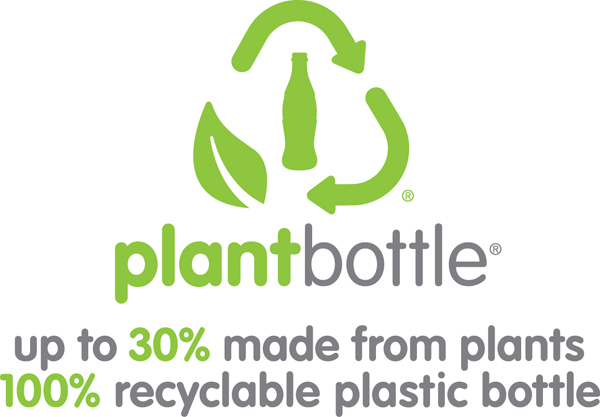 ®
plantbottle®
up to 30% made from plants
100% recyclable plastic bottle